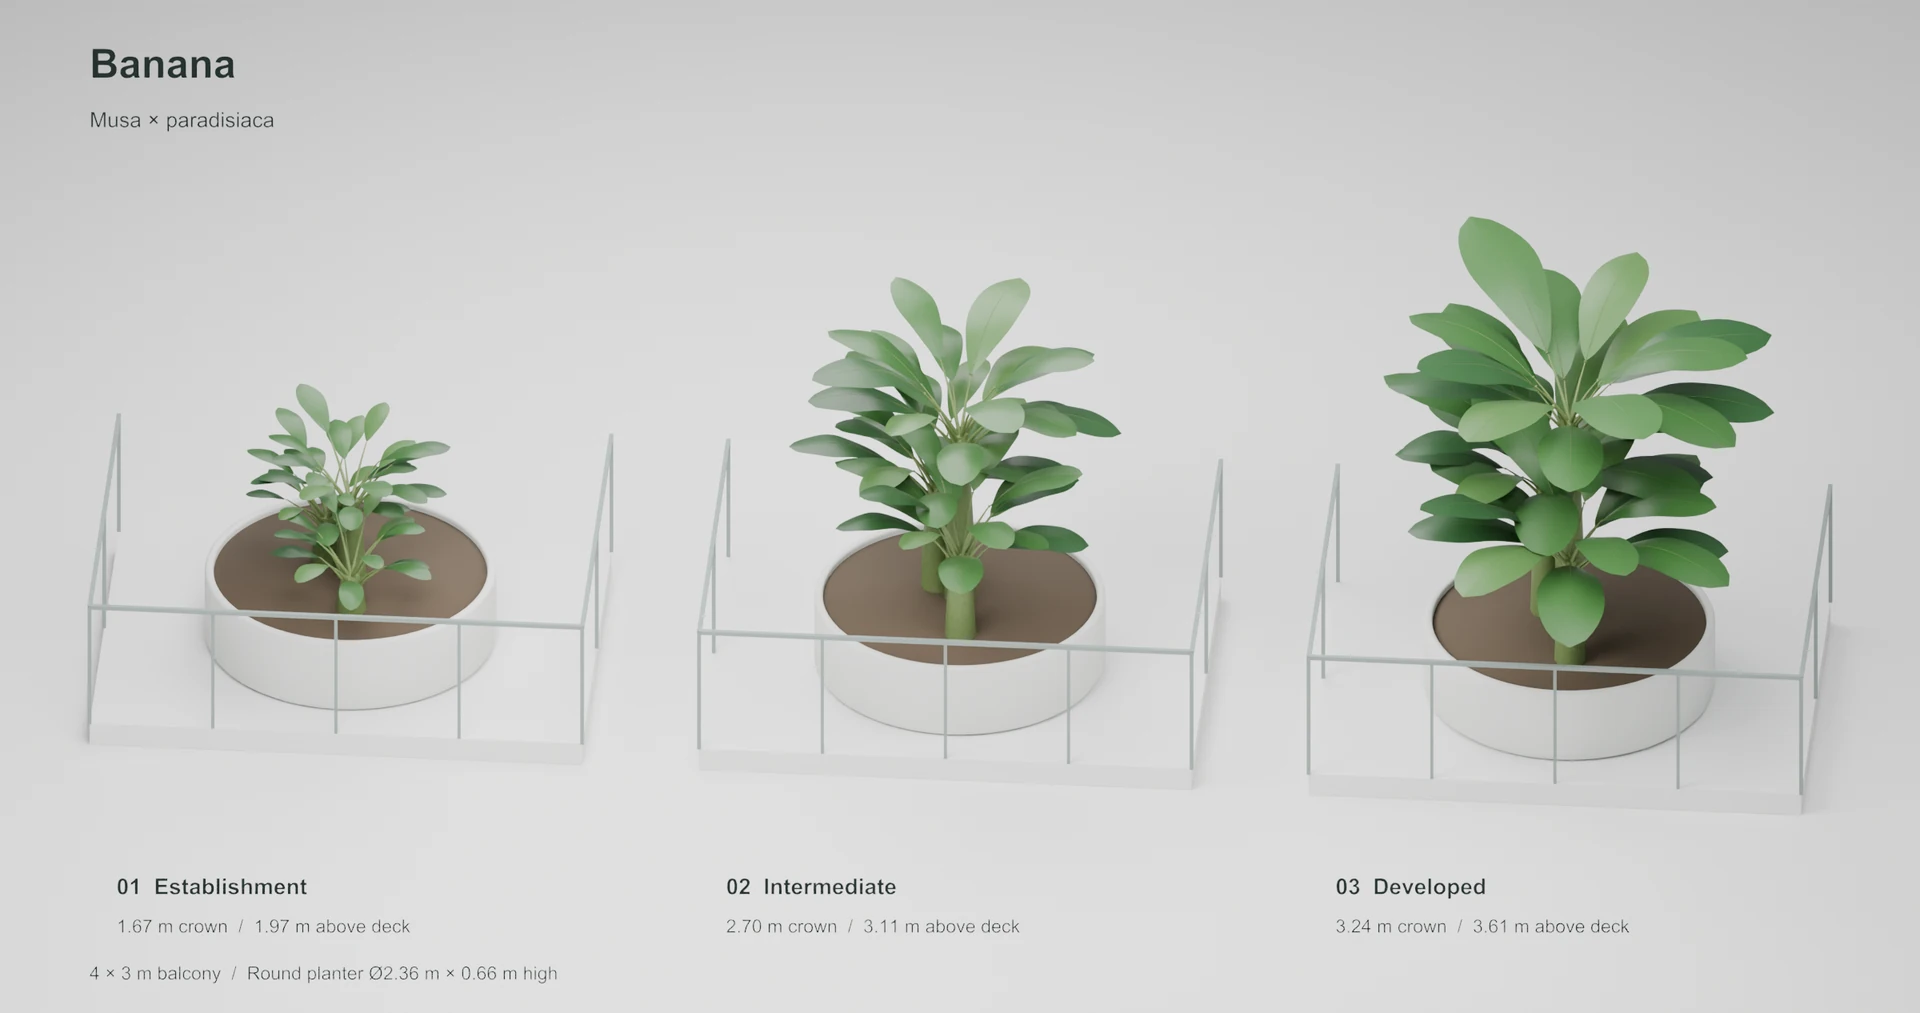 Banana
Musa × paradisiaca
01 Establishment
1.67 m crown / 1.97 m above deck
02 Intermediate
2.70 m crown / 3.11 m above deck
03 Developed
3.24 m crown / 3.61 m above deck
4 × 3 m balcony / Round planter Ø2.36 m × 0.66 m high